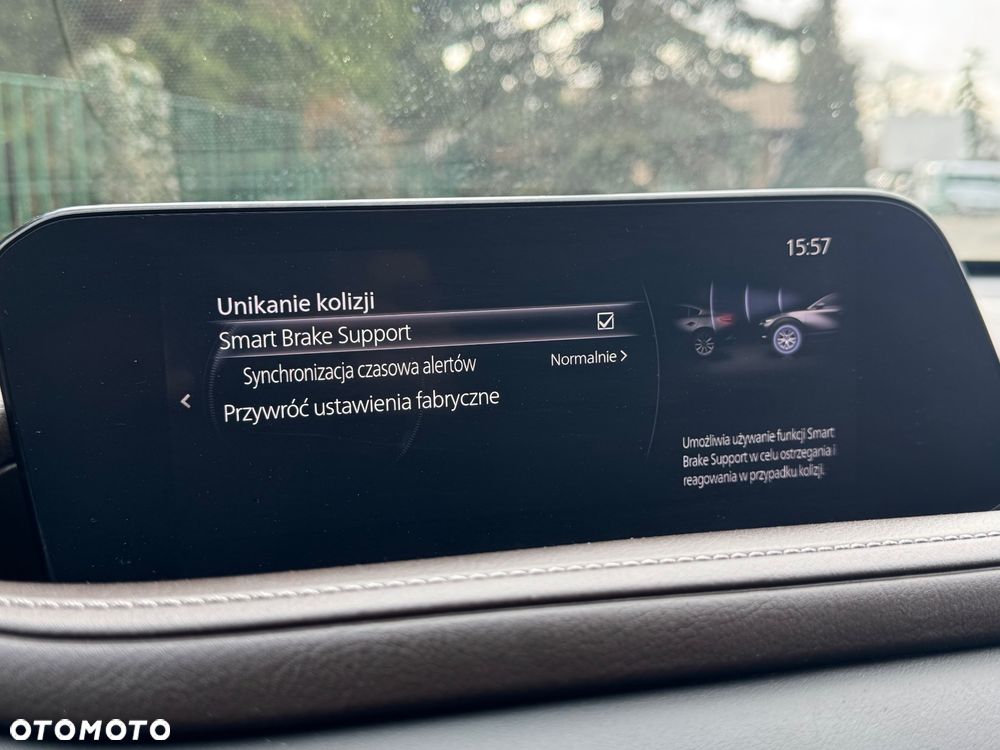 15:57
Unikanie kolizji
Smart Brake Support
Synchronizacja czasowa alertów Normalnie >
< Przywróć ustawienia fabryczne
Umożliwia używanie funkcji Smart
Brake Support w celu ostrzegania i
reagowania w przypadku kolizji.
OTOMOTO